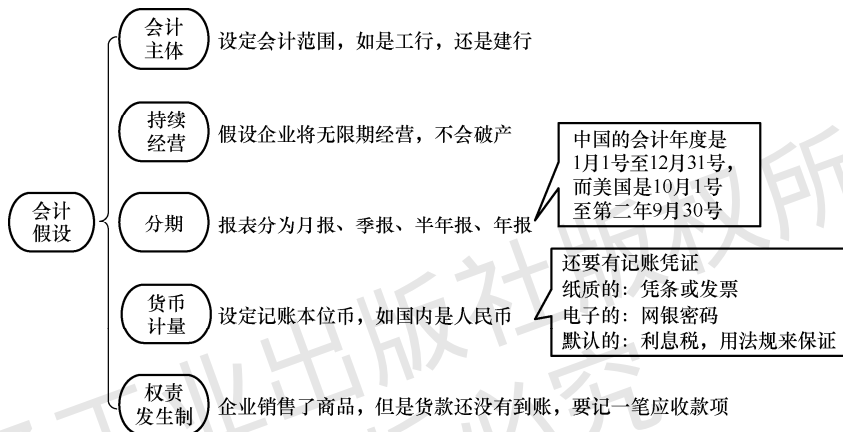 会计
主体
设定会计范围，如是工行，还是建行
持续
经营
假设企业将无限期经营，不会破产
中国的会计年度是
1月1号至12月31号，
而美国是10月1号
至第二年9月30号
会计
假设
分期
报表分为月报、季报、半年报、年报
还要有记账凭证
纸质的：凭条或发票
电子的：网银密码
默认的：利息税，用法规来保证
货币
计量
设定记账本位币，如国内是人民币
权责
发生制
企业销售了商品，但是货款还没有到账，要记一笔应收款项
工业出版社版权所